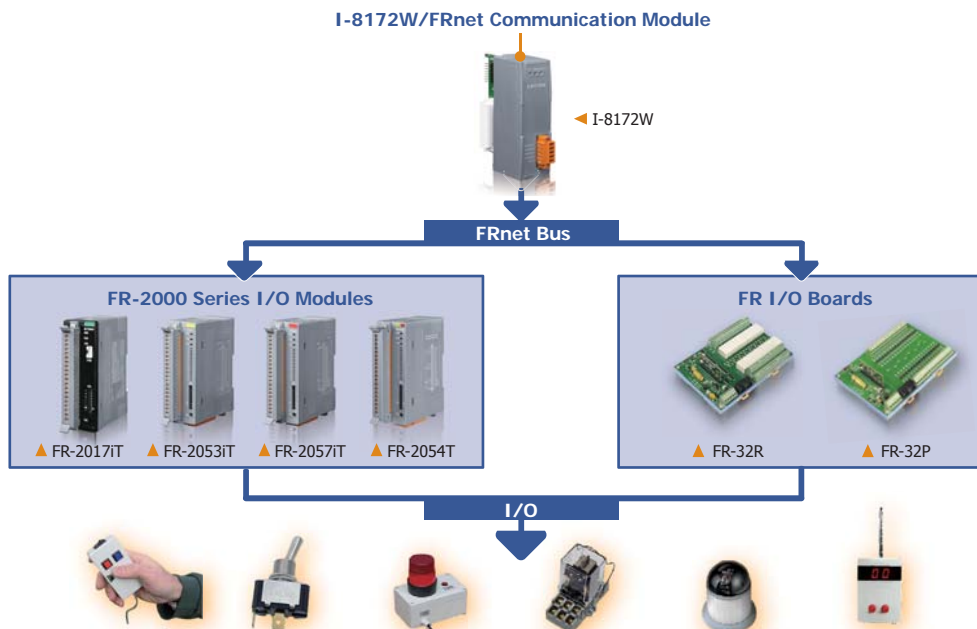 I-8172W/FRnet Communication Module
I-8172W
FRnet Bus
FR-2000 Series I/O Modules
FR-2017iT
FR-2053iT
FR-2057iT
FR-2054T
FR I/O Boards
FR-32R
FR-32P
I/O
00